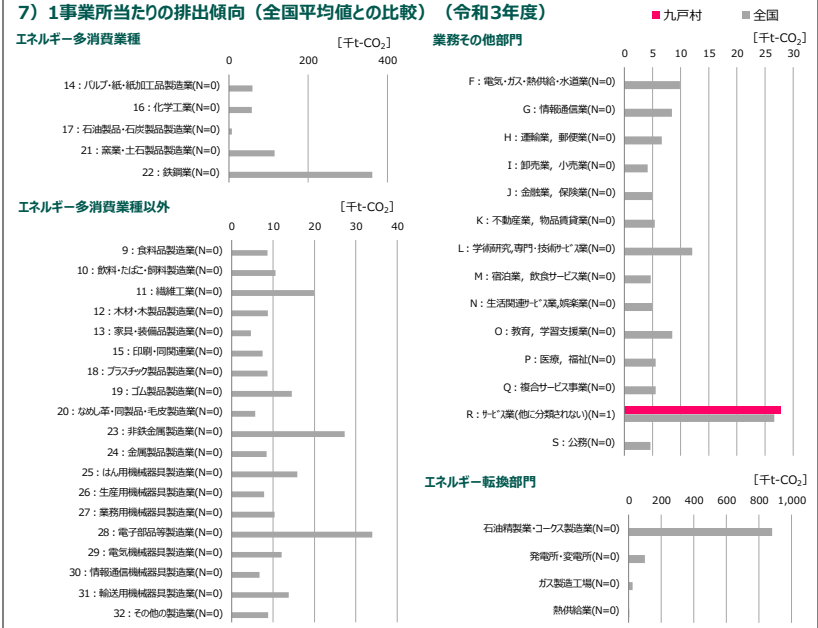 7）1事業所当たりの排出傾向（全国平均値との比較）（令和3年度）
■九戸村 ■全国
エネルギー多消費業種
[千t-CO₂]
0 200 400
14：パルプ・紙・紙加工品製造業(N=0)
16：化学工業(N=0)
17：石油製品・石炭製品製造業(N=0)
21：窯業・土石製品製造業(N=0)
22：鉄鋼業(N=0)
エネルギー多消費業種以外
[千t-CO₂]
0 10 20 30 40
9：食料品製造業(N=0)
10：飲料・たばこ・飼料製造業(N=0)
11：繊維工業(N=0)
12：木材・木製品製造業(N=0)
13：家具・装備品製造業(N=0)
15：印刷・同関連業(N=0)
18：プラスチック製品製造業(N=0)
19：ゴム製品製造業(N=0)
20：なめし革・同製品・毛皮製造業(N=0)
23：非鉄金属製造業(N=0)
24：金属製品製造業(N=0)
25：はん用機械器具製造業(N=0)
26：生産用機械器具製造業(N=0)
27：業務用機械器具製造業(N=0)
28：電子部品等製造業(N=0)
29：電気機械器具製造業(N=0)
30：情報通信機械器具製造業(N=0)
31：輸送用機械器具製造業(N=0)
32：その他の製造業(N=0)
業務その他部門
[千t-CO₂]
0 5 10 15 20 25 30
F：電気・ガス・熱供給・水道業(N=0)
G：情報通信業(N=0)
H：運輸業，郵便業(N=0)
I：卸売業，小売業(N=0)
J：金融業，保険業(N=0)
K：不動産業，物品賃貸業(N=0)
L：学術研究,専門・技術サービス業(N=0)
M：宿泊業，飲食サービス業(N=0)
N：生活関連サービス業,娯楽業(N=0)
O：教育，学習支援業(N=0)
P：医療，福祉(N=0)
Q：複合サービス事業(N=0)
R：サービス業(他に分類されない)(N=1)
S：公務(N=0)
エネルギー転換部門
[千t-CO₂]
0 200 400 600 800 1,000
石油精製業・コークス製造業(N=0)
発電所・変電所(N=0)
ガス製造工場(N=0)
熱供給業(N=0)